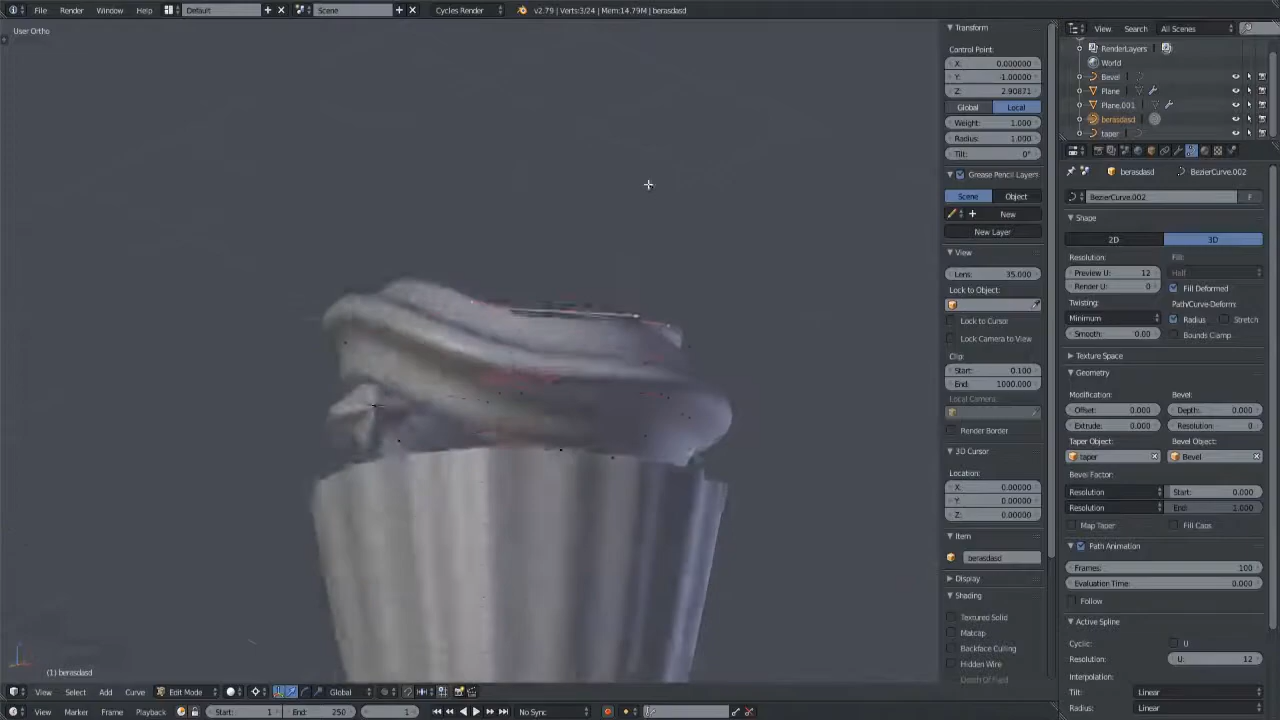 File Render Window Help Default Scene Cycles Render v2.79 | Verts:3/24 | Mem:14.79M | berasdasd
User Ortho
Transform
Control Point:
X: 0.000000
Y: -1.00000
Z: 2.90871
Global Local
Weight: 1.000
Radius: 1.000
Tilt: 0°
Grease Pencil Layers
Scene Object
New
New Layer
View
Lens: 35.000
Lock to Object:
Lock to Cursor
Lock Camera to View
Clip:
Start: 0.100
End: 1000.000
Local Camera:
Render Border
3D Cursor
Location:
X: 0.00000
Y: 0.00000
Z: 0.00000
Item
berasdasd
Display
Shading
Textured Solid
Matcap
Backface Culling
Hidden Wire
Depth Of Field
View Search All Scenes
RenderLayers
World
Bevel
Plane
Plane.001
berasdasd
taper
berasdasd BezierCurve.002
BezierCurve.002 F
Shape
2D 3D
Resolution: Fill:
Preview U: 12 Half
Render U: 0 Fill Deformed
Twisting: Path/Curve-Deform:
Minimum Radius Stretch
Smooth: 0.00 Bounds Clamp
Texture Space
Geometry
Modification: Bevel:
Offset: 0.000 Depth: 0.000
Extrude: 0.000 Resolution: 0
Taper Object: Bevel Object:
taper Bevel
Bevel Factor:
Resolution Start: 0.000
Resolution End: 1.000
Map Taper Fill Caps
Path Animation
Frames: 100
Evaluation Time: 0.000
Follow
Active Spline
Cyclic: U
Resolution: U: 12
Interpolation:
Tilt: Linear
Radius: Linear
(1) berasdasd
View Select Add Curve Edit Mode Global
View Marker Frame Playback Start: 1 End: 250 1 No Sync